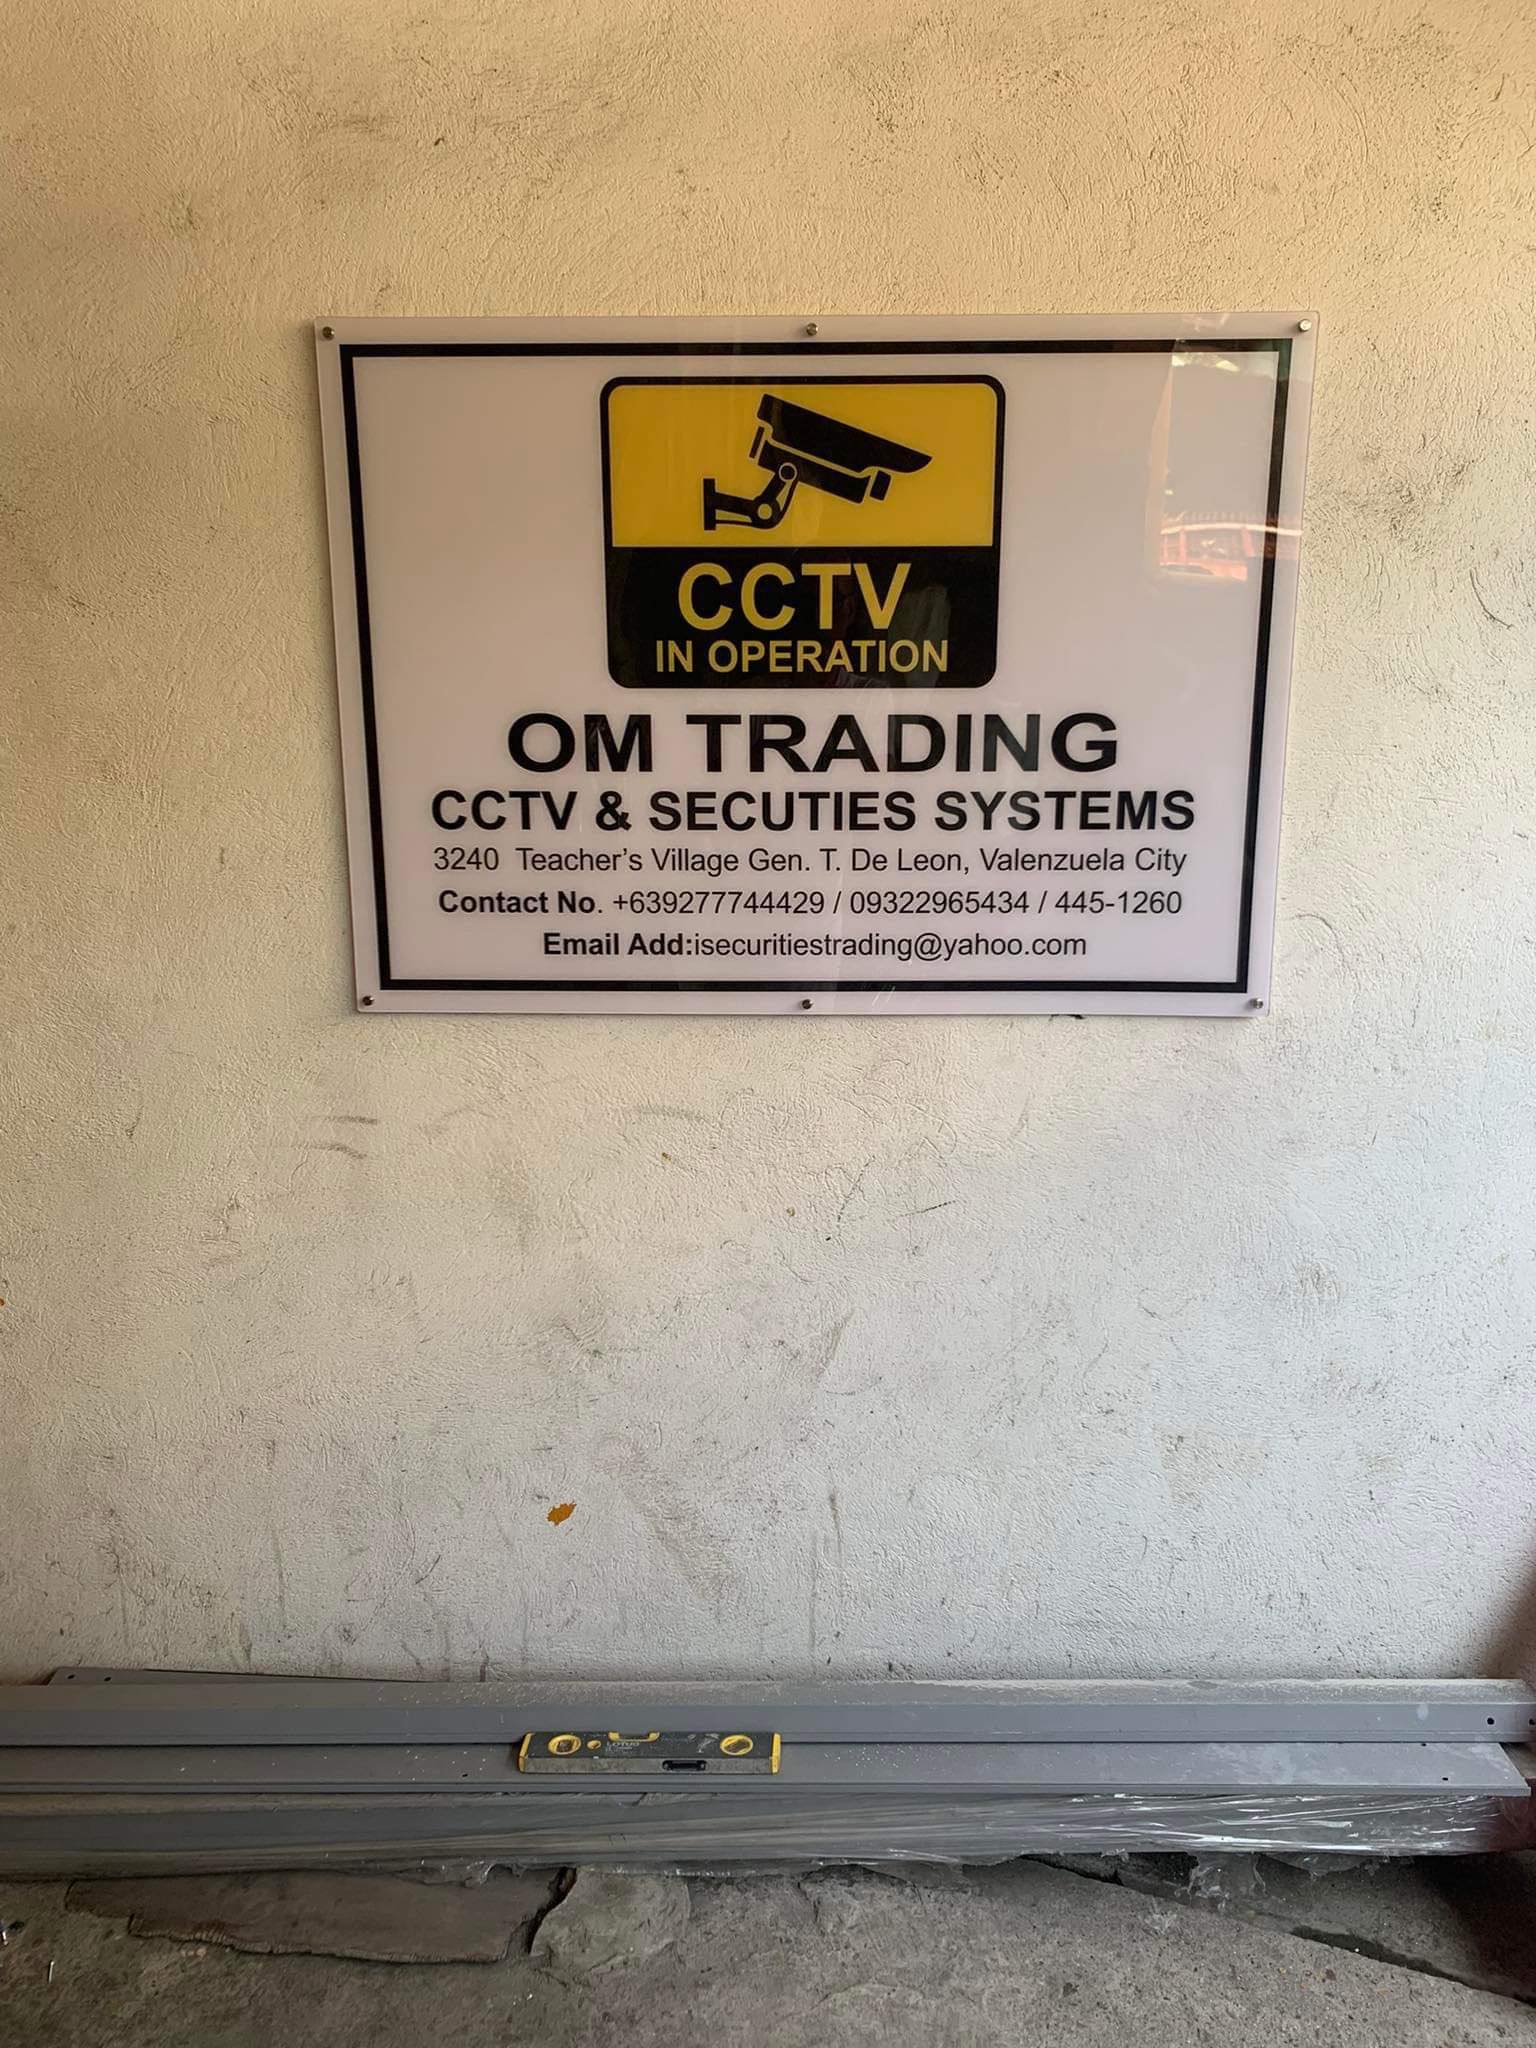 CCTV
IN OPERATION
OM TRADING
CCTV & SECUTIES SYSTEMS
3240 Teacher's Village Gen. T. De Leon, Valenzuela City
Contact No. +639277744429 / 09322965434 / 445-1260
Email Add:isecuritiestrading@yahoo.com
LOTUS